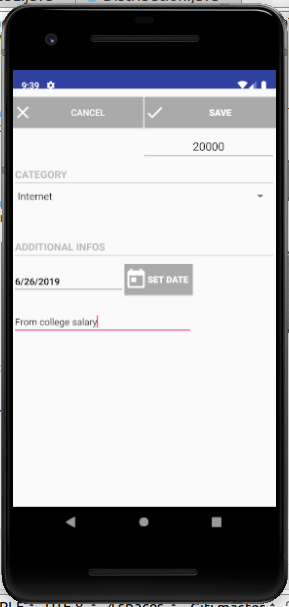 9:39
CANCEL SAVE
20000
CATEGORY
Internet
ADDITIONAL INFOS
6/26/2019 SET DATE
From college salary